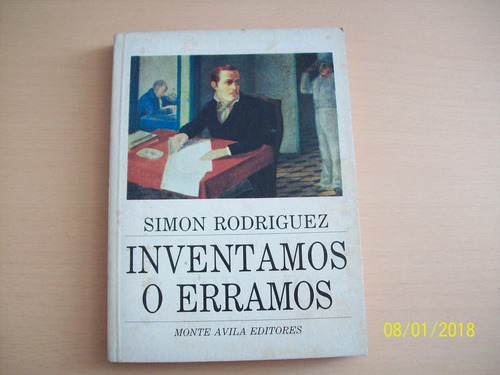 SIMON RODRIGUEZ
INVENTAMOS
O ERRAMOS
MONTE AVILA EDITORES
08/01/2018